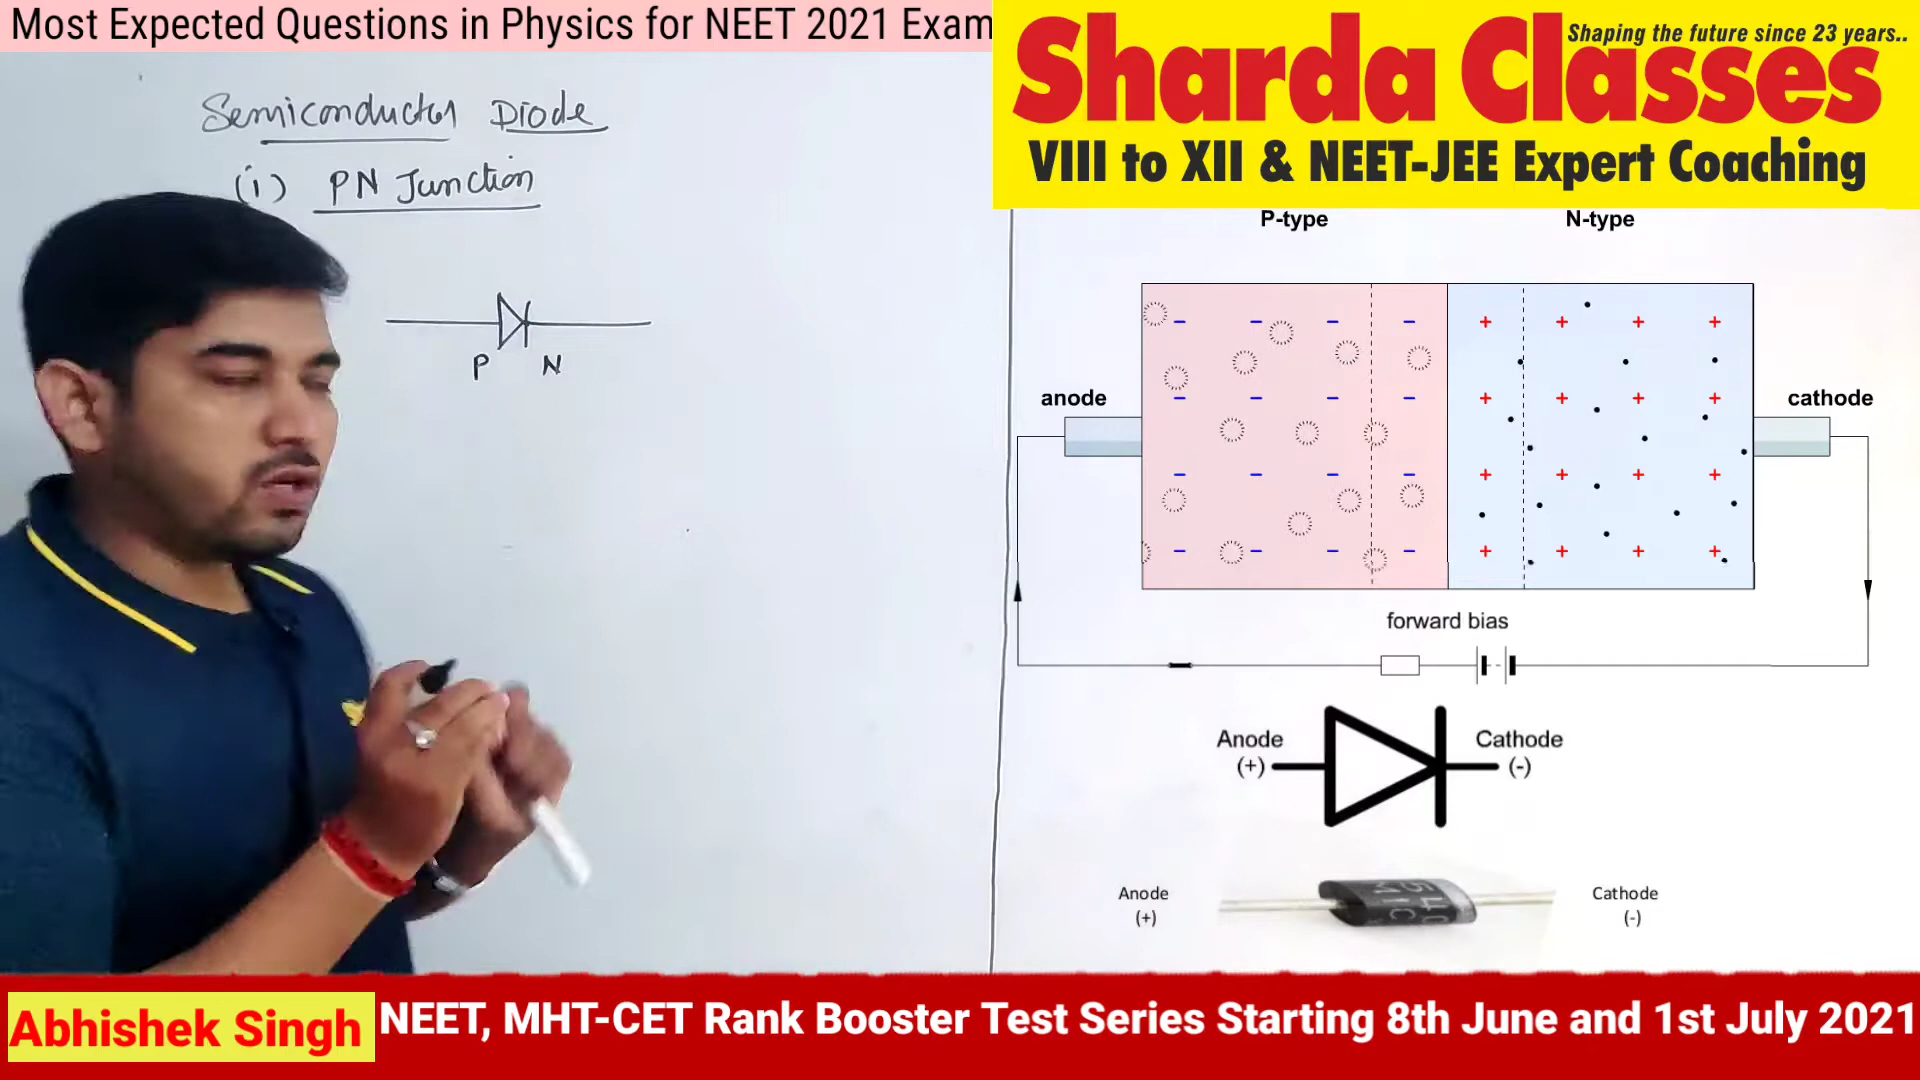 Most Expected Questions in Physics for NEET 2021 Exam
Shaping the future since 23 years..
Sharda Classes
VIII to XII & NEET-JEE Expert Coaching
Semiconductor Diode
(i) PN Junction
P N
P-type N-type
anode cathode
forward bias
Anode Cathode
(+) (-)
Anode Cathode
(+) (-)
Abhishek Singh
NEET, MHT-CET Rank Booster Test Series Starting 8th June and 1st July 2021